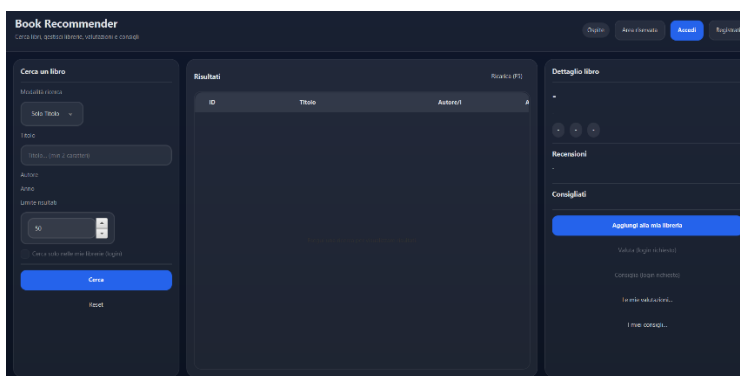 Book Recommender
Cerca libri, gestisci librerie, valutazioni e consigli
Ospite
Area riservata
Accedi
Registrati
Cerca un libro
Modalità ricerca
Solo Titolo
Titolo
Titolo... (min 2 caratteri)
Autore
Anno
Limite risultati
50
Cerca solo nelle mie librerie (login)
Cerca
Reset
Risultati
Ricarica (F5)
ID Titolo Autore/i A
Dettaglio libro
-
- - -
Recensioni
-
Consigliati
Aggiungi alla mia libreria
Valuta (login richiesto)
Consiglia (login richiesto)
Le mie valutazioni...
I miei consigli...